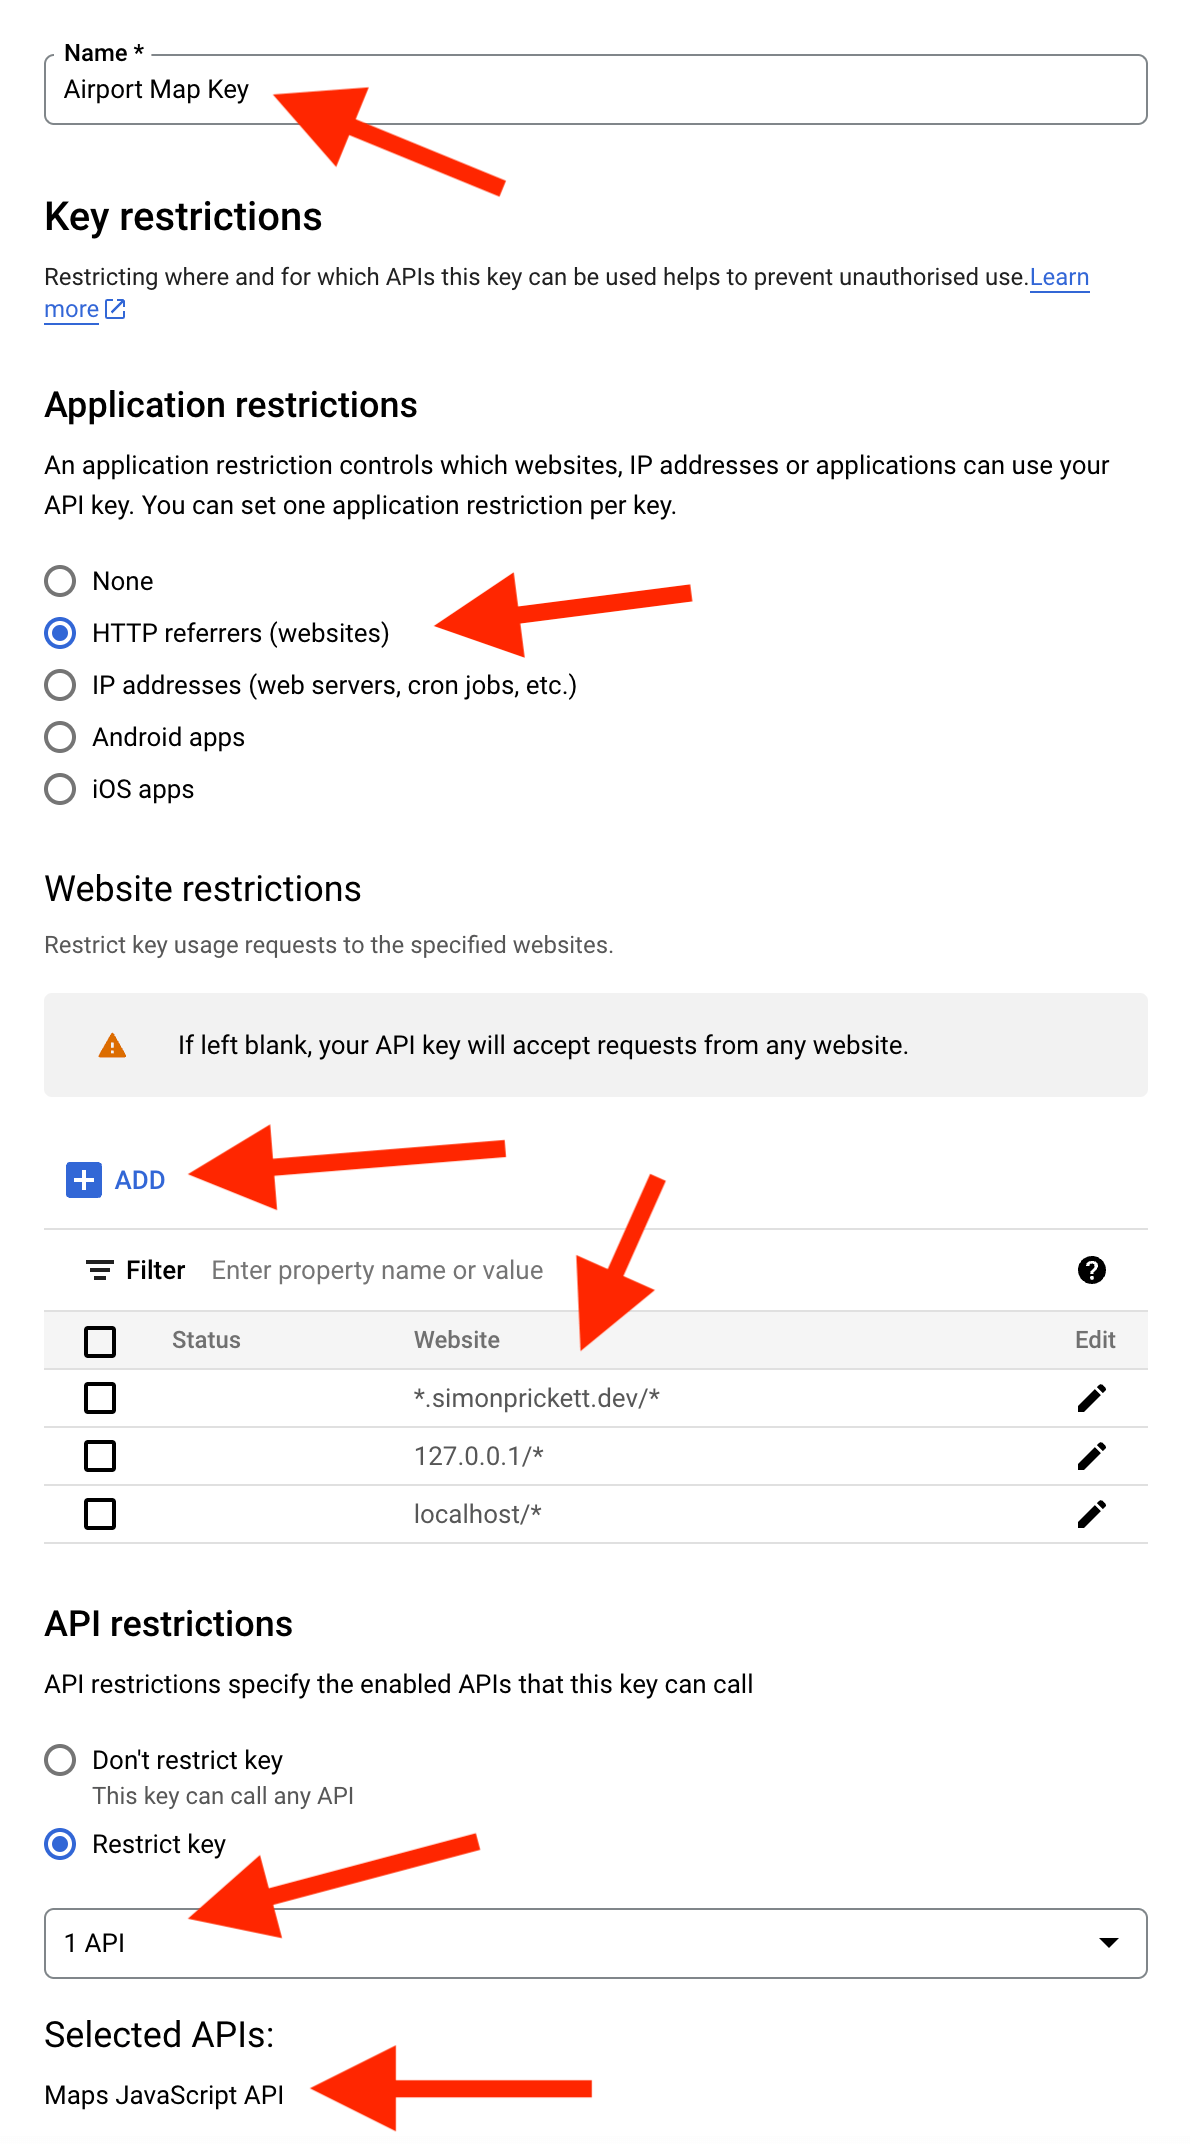 Name *
Airport Map Key
Key restrictions
Restricting where and for which APIs this key can be used helps to prevent unauthorised use.Learn
more
Application restrictions
An application restriction controls which websites, IP addresses or applications can use your
API key. You can set one application restriction per key.
None
HTTP referrers (websites)
IP addresses (web servers, cron jobs, etc.)
Android apps
iOS apps
Website restrictions
Restrict key usage requests to the specified websites.
If left blank, your API key will accept requests from any website.
ADD
Filter Enter property name or value
Status Website Edit
*.simonprickett.dev/*
127.0.0.1/*
localhost/*
API restrictions
API restrictions specify the enabled APIs that this key can call
Don't restrict key
This key can call any API
Restrict key
1 API
Selected APIs:
Maps JavaScript API